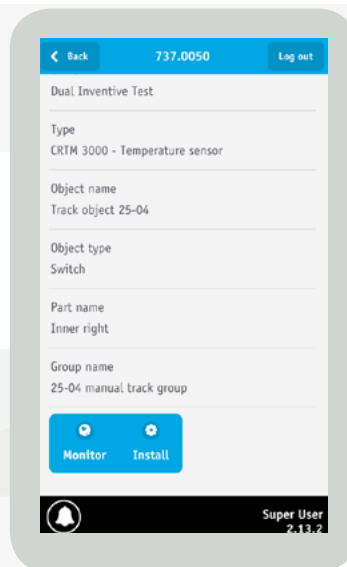 Back
737.0050
Log out
Dual Inventive Test
Type
CRTM 3000 - Temperature sensor
Object name
Track object 25-04
Object type
Switch
Part name
Inner right
Group name
25-04 manual track group
Monitor
Install
Super User
2.13.2